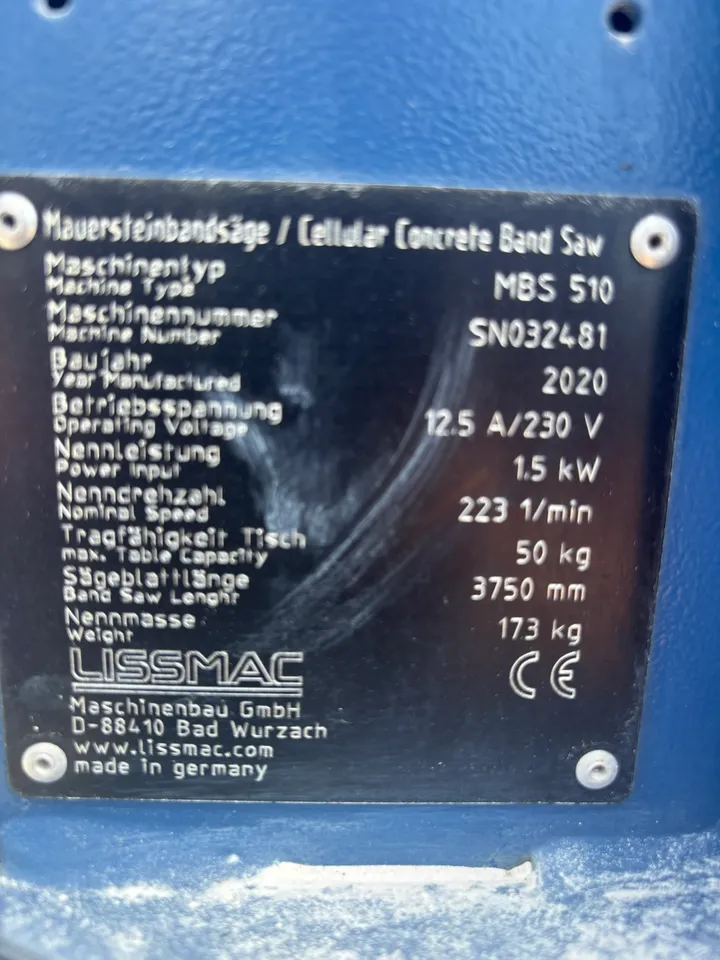 Mauersteinbandsäge / Cellular Concrete Band Saw
Maschinentyp
Machine Type MBS 510
Maschinennummer
Machine Number SN032481
Baujahr
Year Manufactured 2020
Betriebsspannung
Operating Voltage 12.5 A/230 V
Nennleistung
Power Input 1.5 kW
Nenndrehzahl
Nominal Speed 223 1/min
Tragfähigkeit Tisch
max. Table Capacity 50 kg
Sägeblattlänge
Band Saw Lenght 3750 mm
Nennmasse
Weight 173 kg
LISSMAC CE
Maschinenbau GmbH
D-88410 Bad Wurzach
www.lissmac.com
made in germany